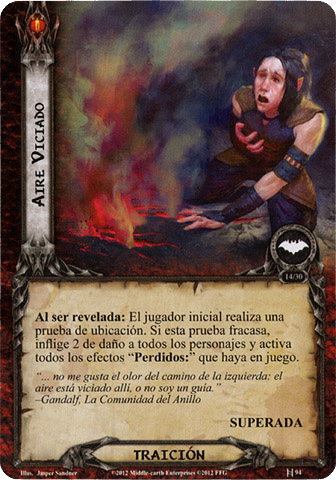 AIRE VICIADO
14/30
Al ser revelada: El jugador inicial realiza una
prueba de ubicación. Si esta prueba fracasa,
inflige 2 de daño a todos los personajes y activa
todos los efectos “Perdidos:” que haya en juego.
“... no me gusta el olor del camino de la izquierda: el
aire está viciado allí, o no soy un guía.”
–Gandalf, La Comunidad del Anillo
SUPERADA
TRAICIÓN
Illus. Jasper Sandner
©2012 Middle-earth Enterprises ©2012 FFG
94